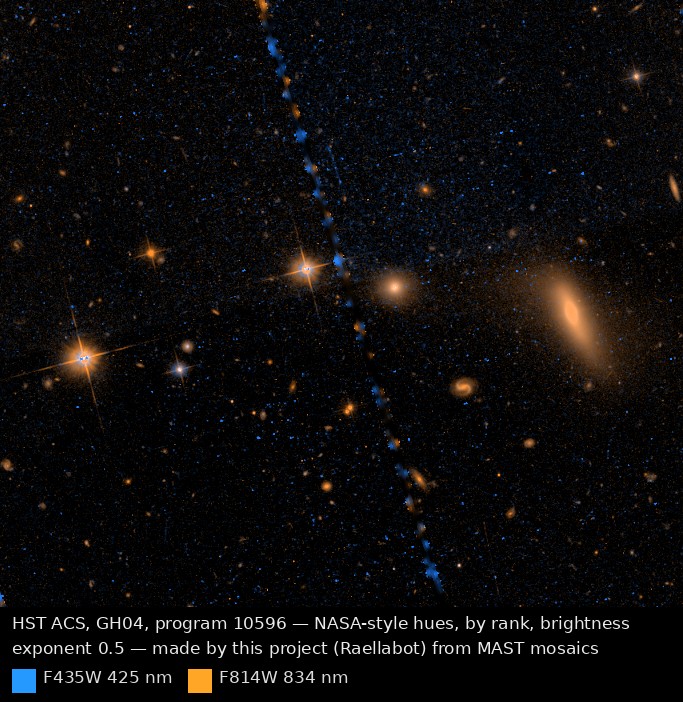 HST ACS, GH04, program 10596 — NASA-style hues, by rank, brightness
exponent 0.5 — made by this project (Raellabot) from MAST mosaics
F435W 425 nm F814W 834 nm